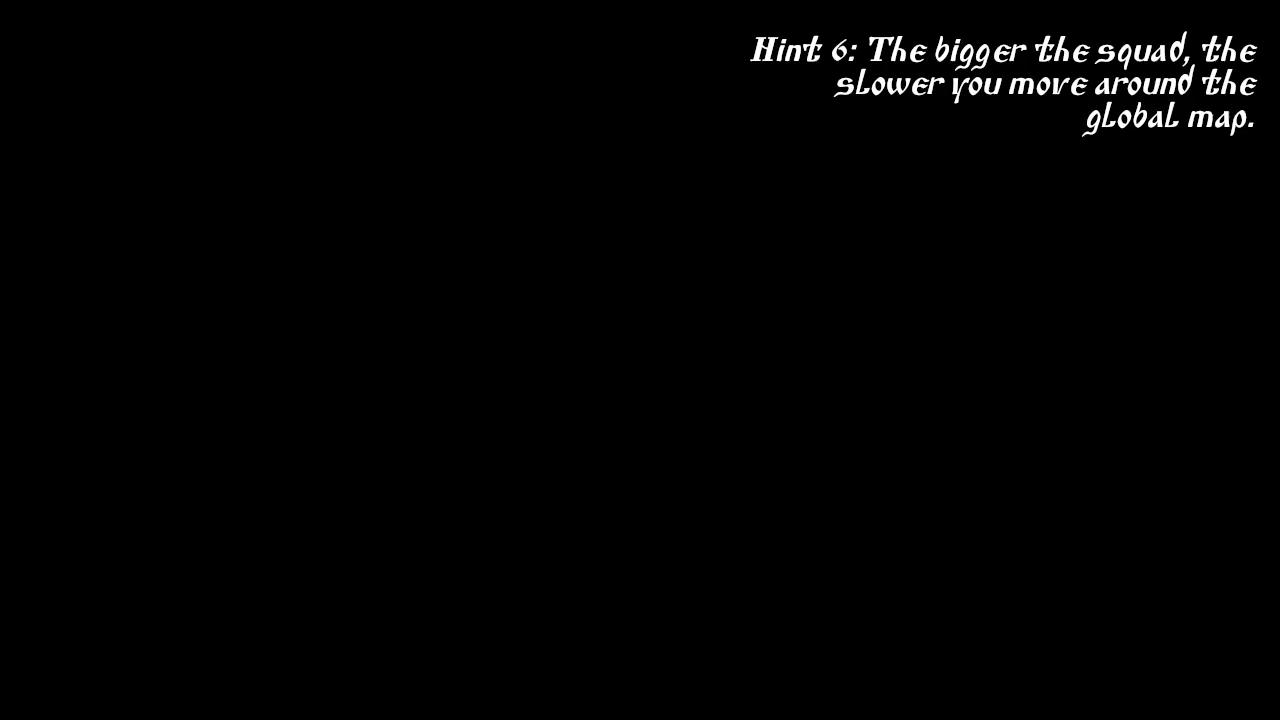 Hint 6: The bigger the squad, the
slower you move around the
global map.